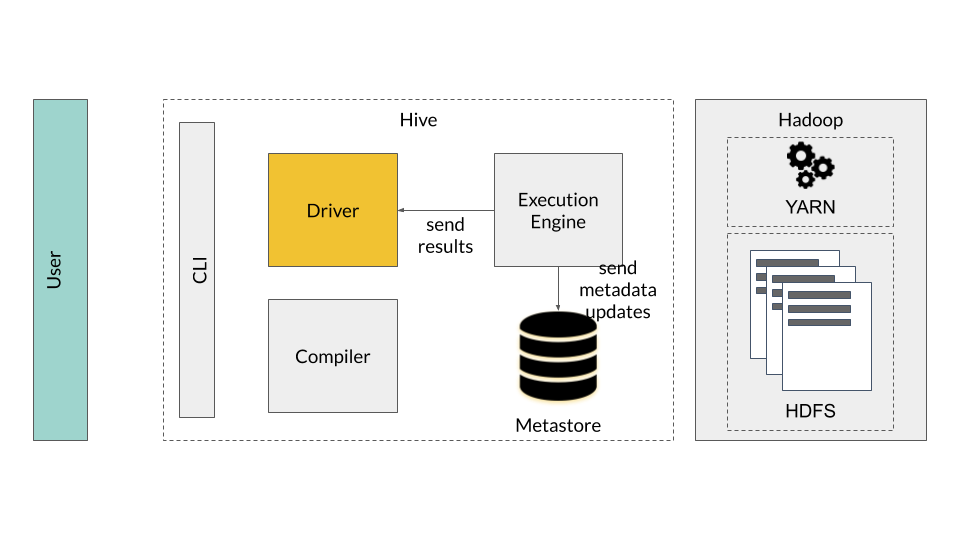 User
Hive
CLI
Driver
send
results
Execution
Engine
send
metadata
updates
Compiler
Metastore
Hadoop
YARN
HDFS